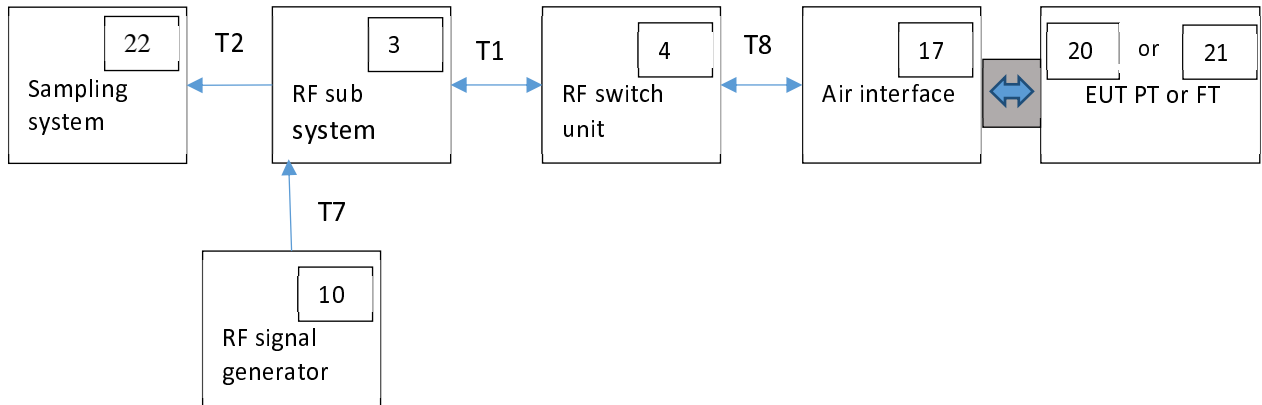 22
Sampling
system
T2
3
RF sub
system
T1
4
RF switch
unit
T8
17
Air interface
20 or 21
EUT PT or FT
T7
10
RF signal
generator